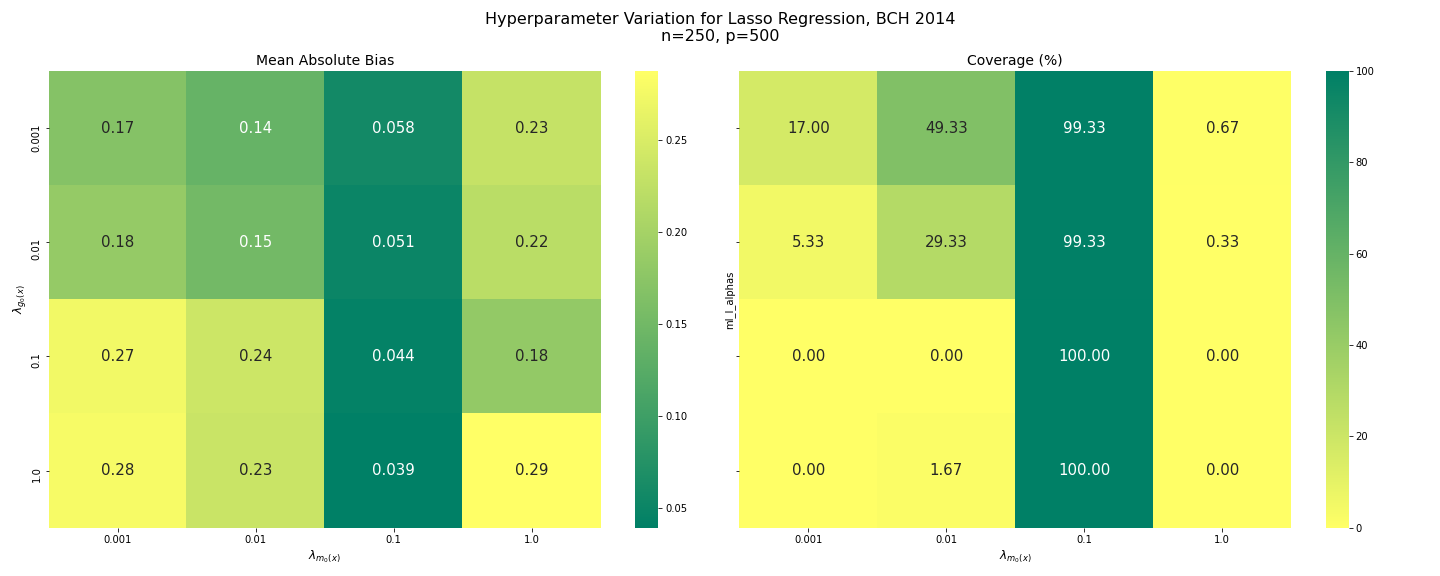 Hyperparameter Variation for Lasso Regression, BCH 2014
n=250, p=500
Mean Absolute Bias
0.17 0.14 0.058 0.23
0.18 0.15 0.051 0.22
0.27 0.24 0.044 0.18
0.28 0.23 0.039 0.29
0.001
0.01
0.1
1.0
λ_{g_0(x)}
0.001 0.01 0.1 1.0
λ_{m_0(x)}
0.25
0.20
0.15
0.10
0.05
Coverage (%)
17.00 49.33 99.33 0.67
5.33 29.33 99.33 0.33
0.00 0.00 100.00 0.00
0.00 1.67 100.00 0.00
ml_l_alphas
0.001 0.01 0.1 1.0
λ_{m_0(x)}
100
80
60
40
20
0